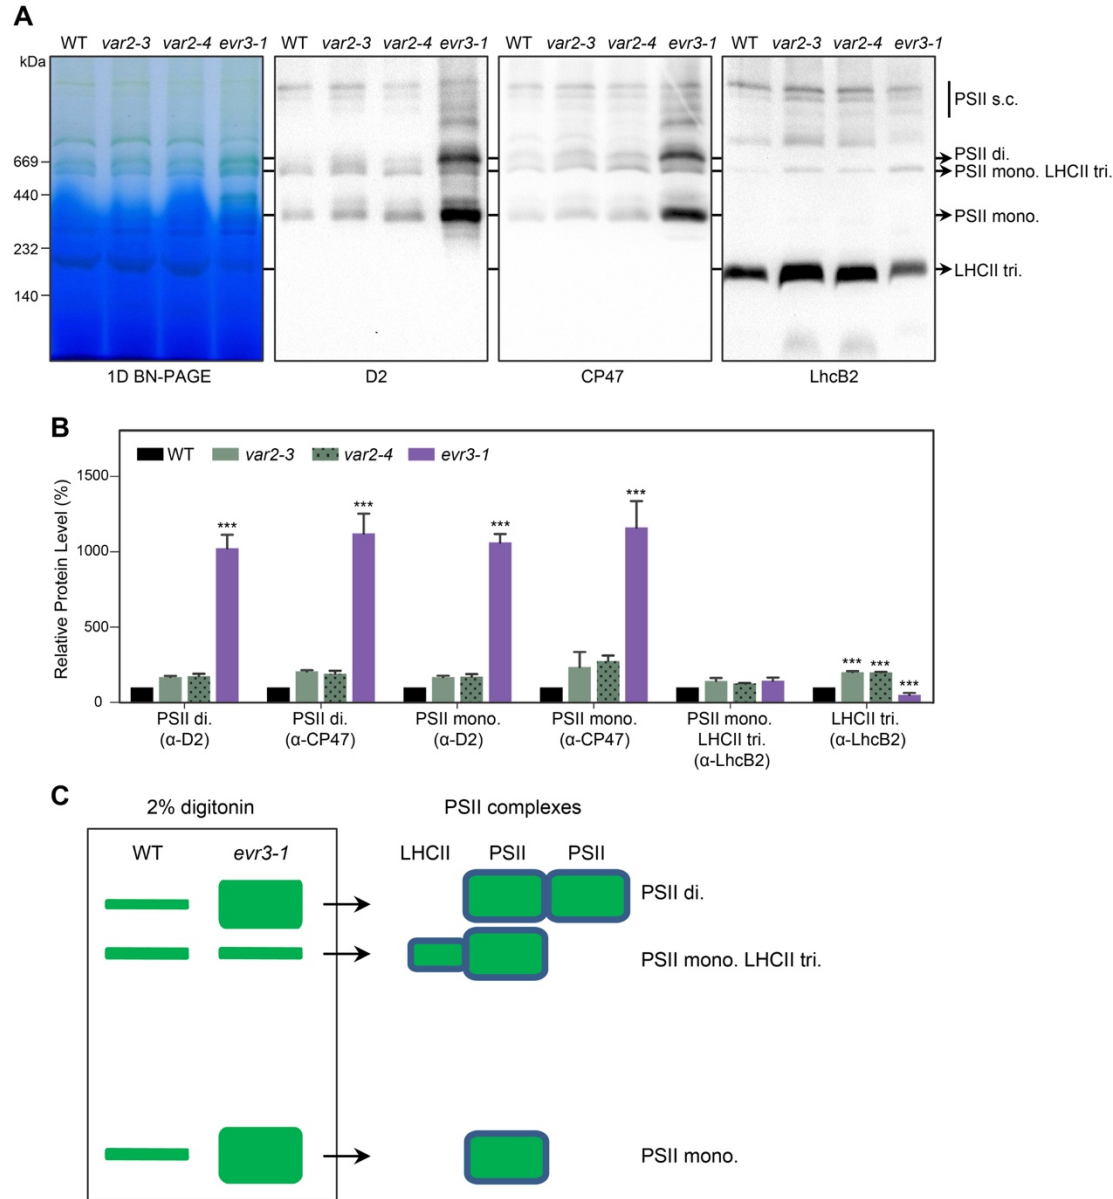 A
WT var2-3 var2-4 evr3-1 WT var2-3 var2-4 evr3-1 WT var2-3 var2-4 evr3-1 WT var2-3 var2-4 evr3-1
kDa
669
440
232
140
PSII s.c.
PSII di.
PSII mono. LHCII tri.
PSII mono.
LHCII tri.
1D BN-PAGE D2 CP47 LhcB2
B
WT var2-3 var2-4 evr3-1
Relative Protein Level (%)
1500
1000
500
0
*** *** *** *** *** *** ***
PSII di. PSII di. PSII mono. PSII mono. PSII mono. LHCII tri.
(α-D2) (α-CP47) (α-D2) (α-CP47) LHCII tri. (α-LhcB2)
(α-LhcB2)
C
2% digitonin PSII complexes
WT evr3-1 LHCII PSII PSII
PSII di.
PSII mono. LHCII tri.
PSII mono.